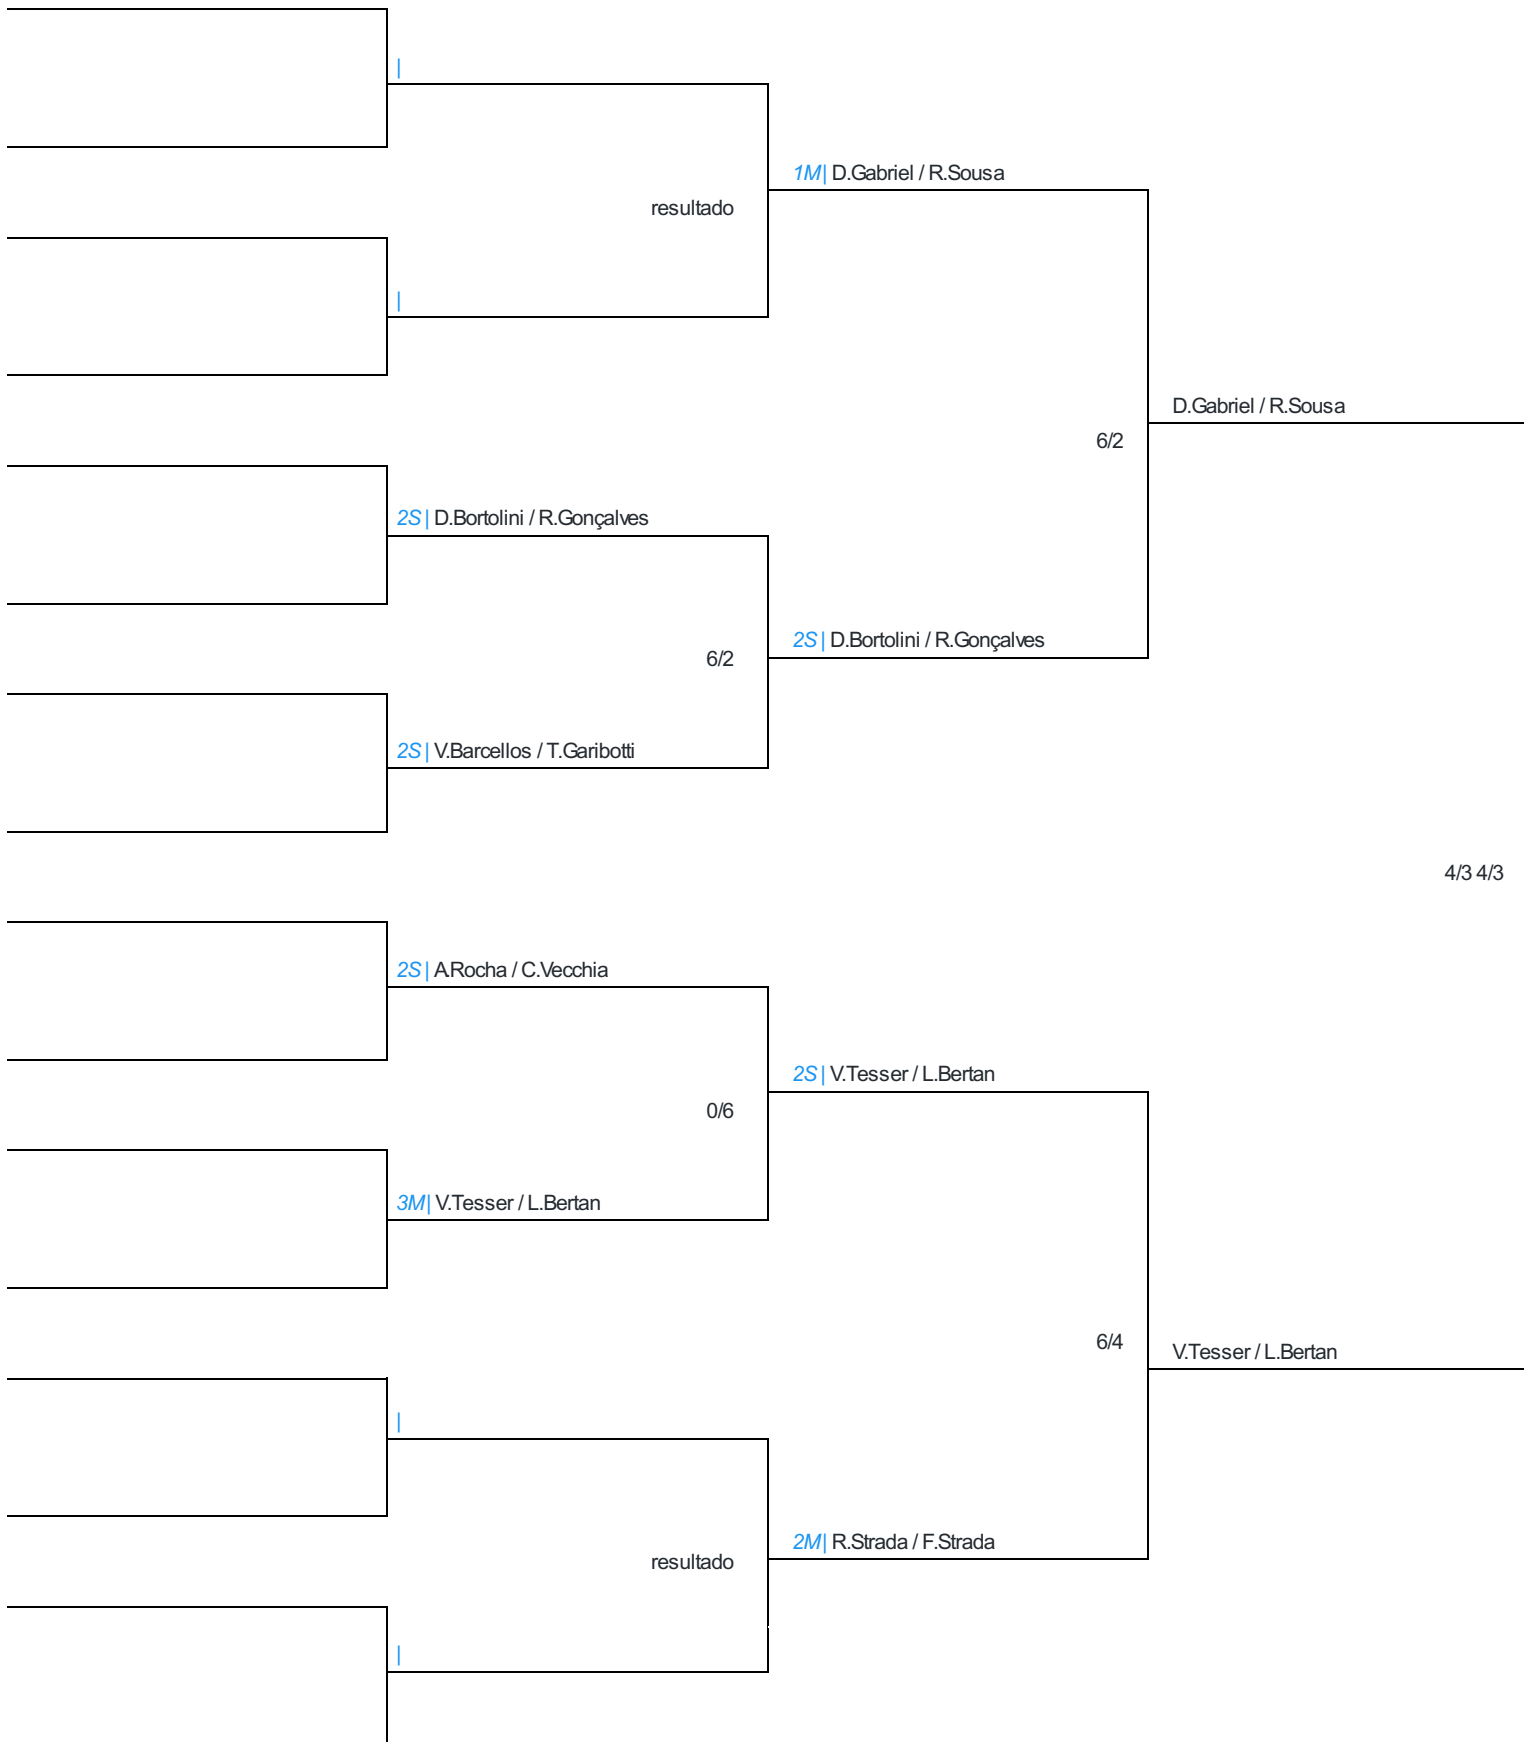 |
1M| D.Gabriel / R.Sousa
resultado
|
D.Gabriel / R.Sousa
6/2
2S| D.Bortolini / R.Gonçalves
2S| D.Bortolini / R.Gonçalves
6/2
2S| V.Barcellos / T.Garibotti
4/3 4/3
2S| A.Rocha / C.Vecchia
2S| V.Tesser / L.Bertan
0/6
3M| V.Tesser / L.Bertan
6/4
V.Tesser / L.Bertan
|
2M| R.Strada / F.Strada
resultado
|